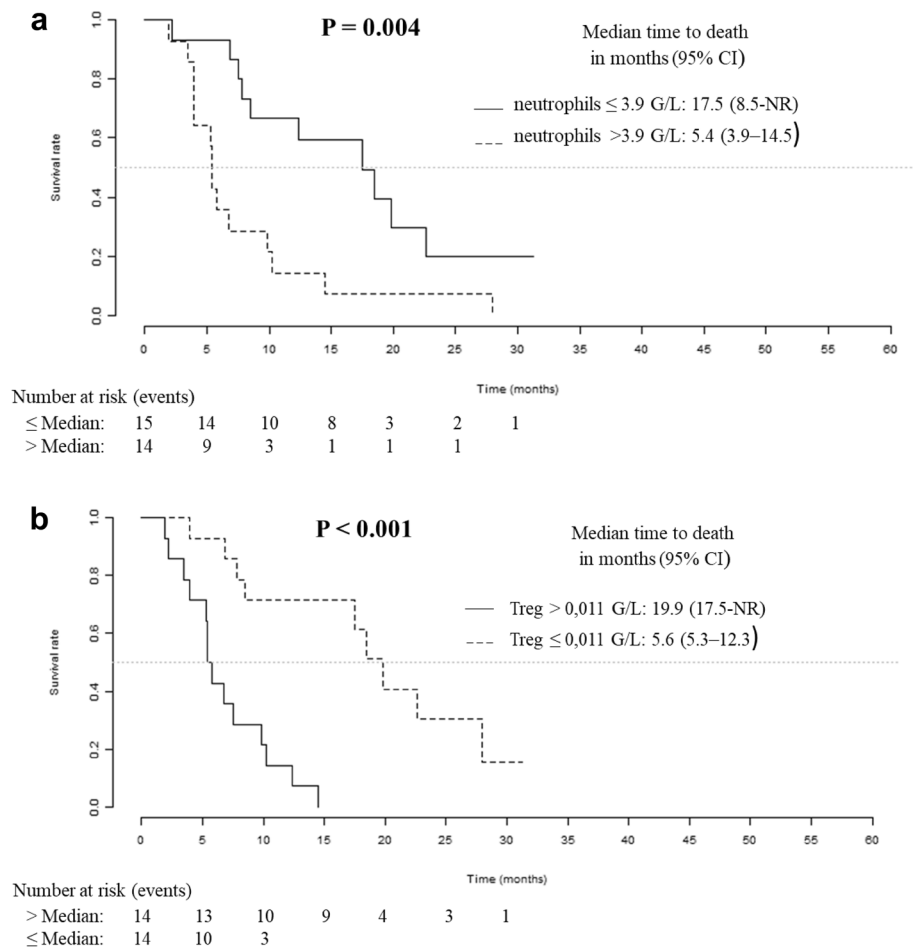 a
P = 0.004
Median time to death
in months (95% CI)
neutrophils ≤ 3.9 G/L: 17.5 (8.5-NR)
neutrophils >3.9 G/L: 5.4 (3.9–14.5)
Survival rate
1.0
0.8
0.6
0.4
0.2
0.0
0 5 10 15 20 25 30 35 40 45 50 55 60
Time (months)
Number at risk (events)
≤ Median: 15 14 10 8 3 2 1
> Median: 14 9 3 1 1 1
b
P < 0.001
Median time to death
in months (95% CI)
Treg > 0,011 G/L: 19.9 (17.5-NR)
Treg ≤ 0,011 G/L: 5.6 (5.3–12.3)
Survival rate
1.0
0.8
0.6
0.4
0.2
0.0
0 5 10 15 20 25 30 35 40 45 50 55 60
Time (months)
Number at risk (events)
> Median: 14 13 10 9 4 3 1
≤ Median: 14 10 3